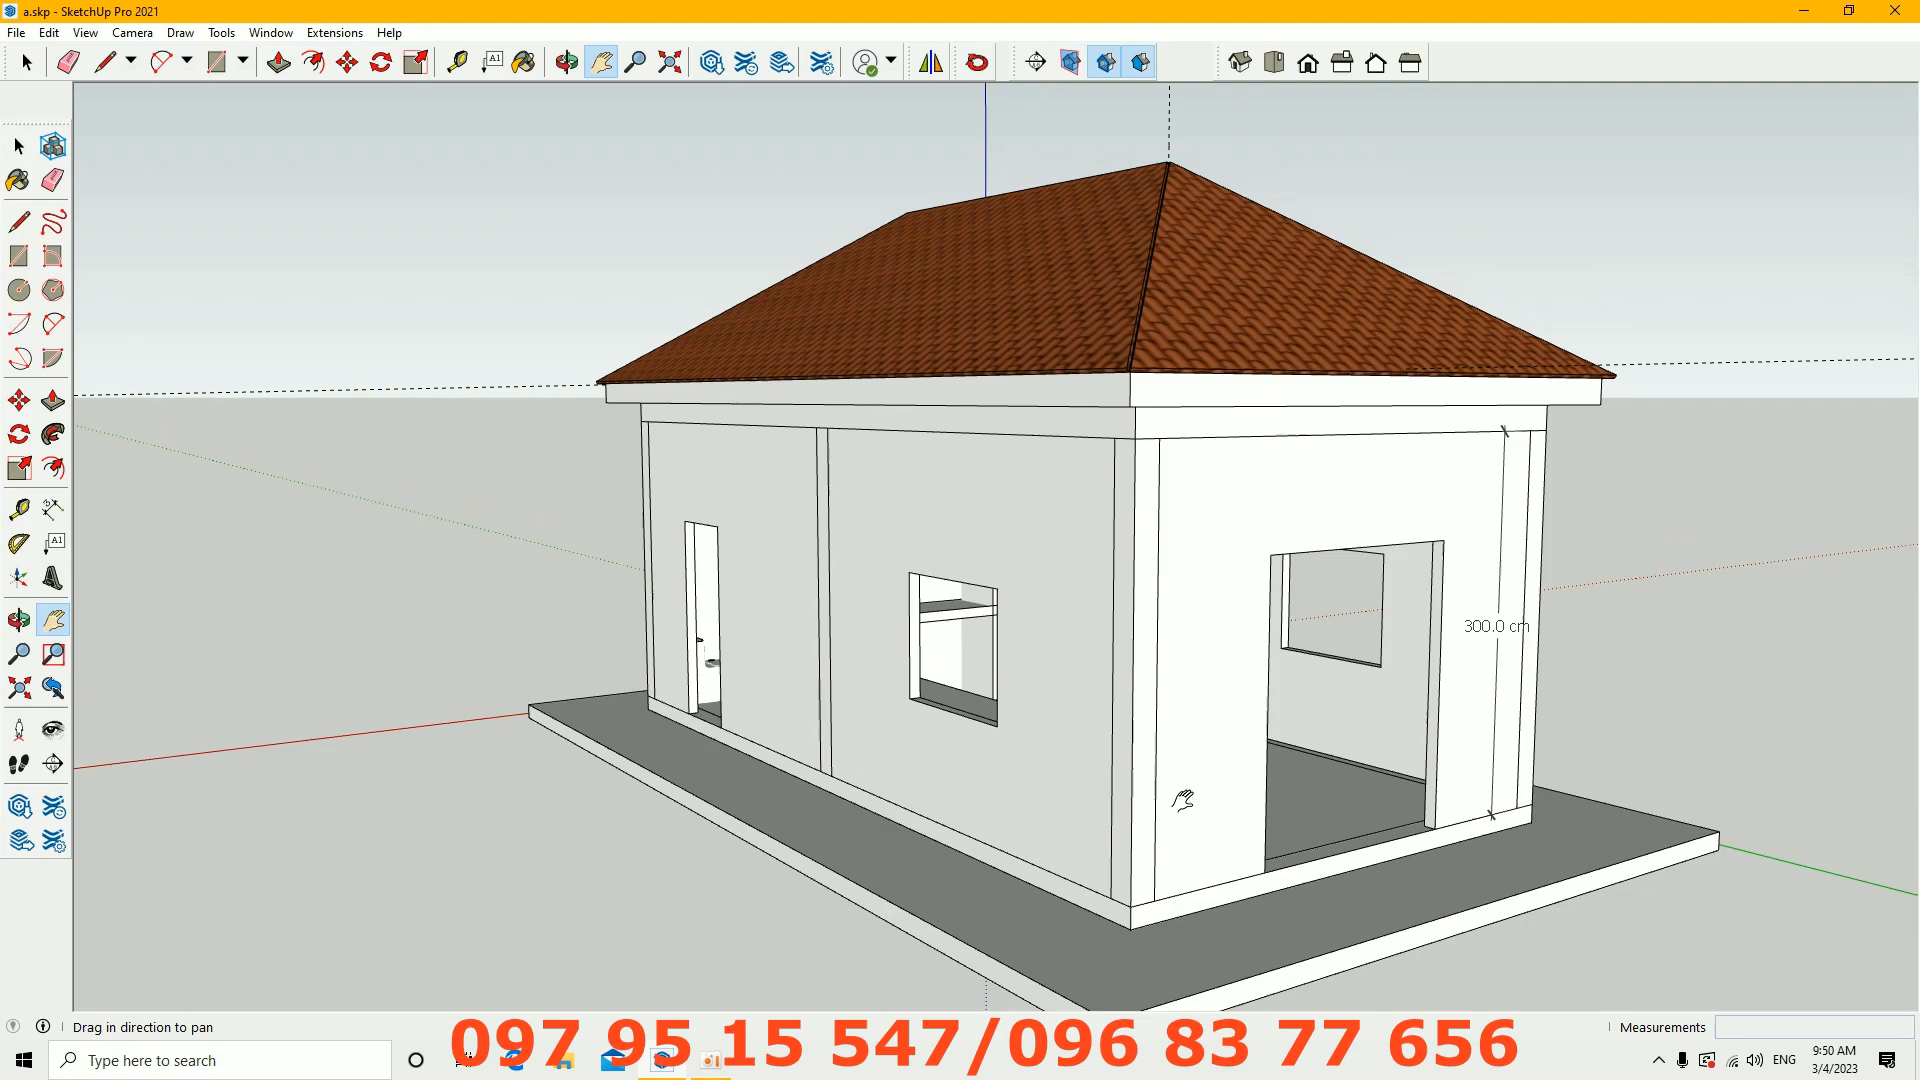 a.skp - SketchUp Pro 2021
File Edit View Camera Draw Tools Window Extensions Help
A1
A1
300.0 cm
Drag in direction to pan
Measurements
097 95 15 547/096 83 77 656
Type here to search
ENG
9:50 AM
3/4/2023